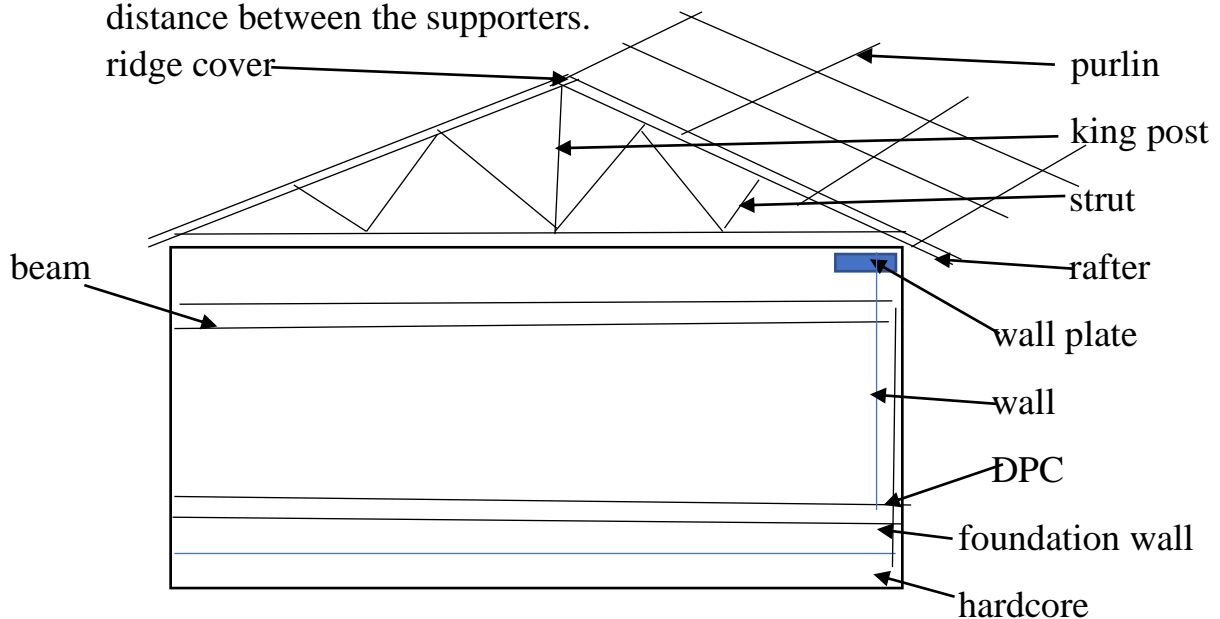 distance between the supporters.
ridge cover
purlin
king post
strut
beam
rafter
wall plate
wall
DPC
foundation wall
hardcore